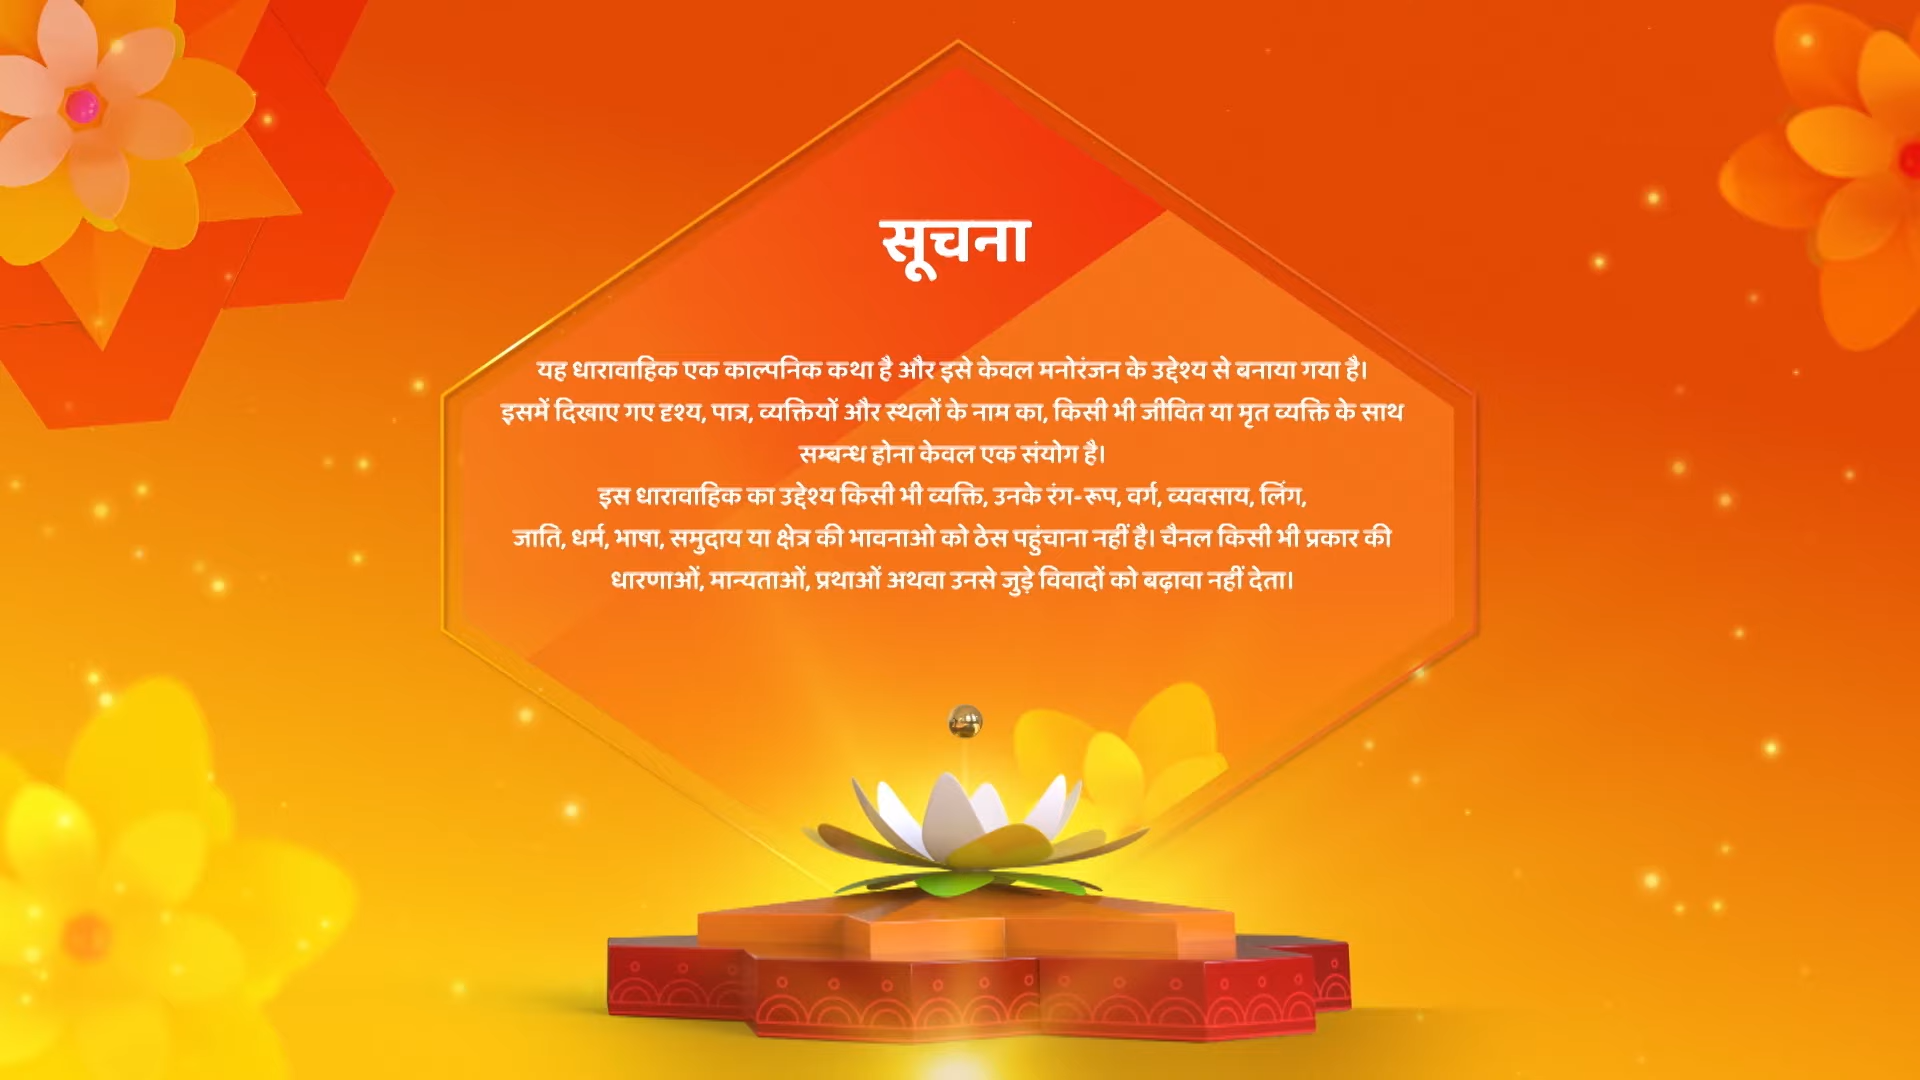 सूचना
यह धारावाहिक एक काल्पनिक कथा है और इसे केवल मनोरंजन के उद्देश्य से बनाया गया है।
इसमें दिखाए गए दृश्य, पात्र, व्यक्तियों और स्थलों के नाम का, किसी भी जीवित या मृत व्यक्ति के साथ
सम्बन्ध होना केवल एक संयोग है।
इस धारावाहिक का उद्देश्य किसी भी व्यक्ति, उनके रंग-रूप, वर्ग, व्यवसाय, लिंग,
जाति, धर्म, भाषा, समुदाय या क्षेत्र की भावनाओ को ठेस पहुंचाना नहीं है। चैनल किसी भी प्रकार की
धारणाओं, मान्यताओं, प्रथाओं अथवा उनसे जुड़े विवादों को बढ़ावा नहीं देता।